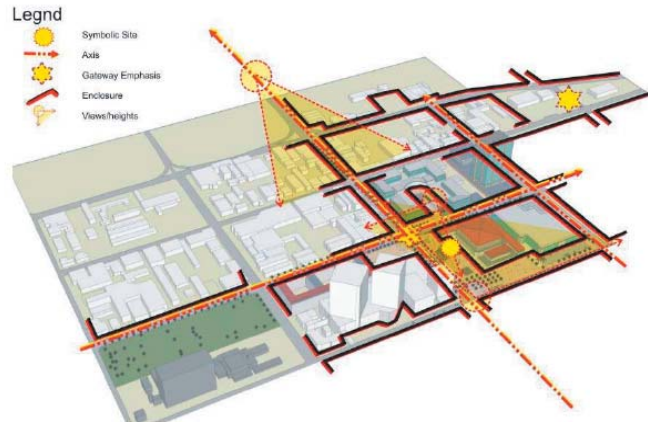 Legnd
Symbolic Site
Axis
Gateway Emphasis
Enclosure
Views/heights